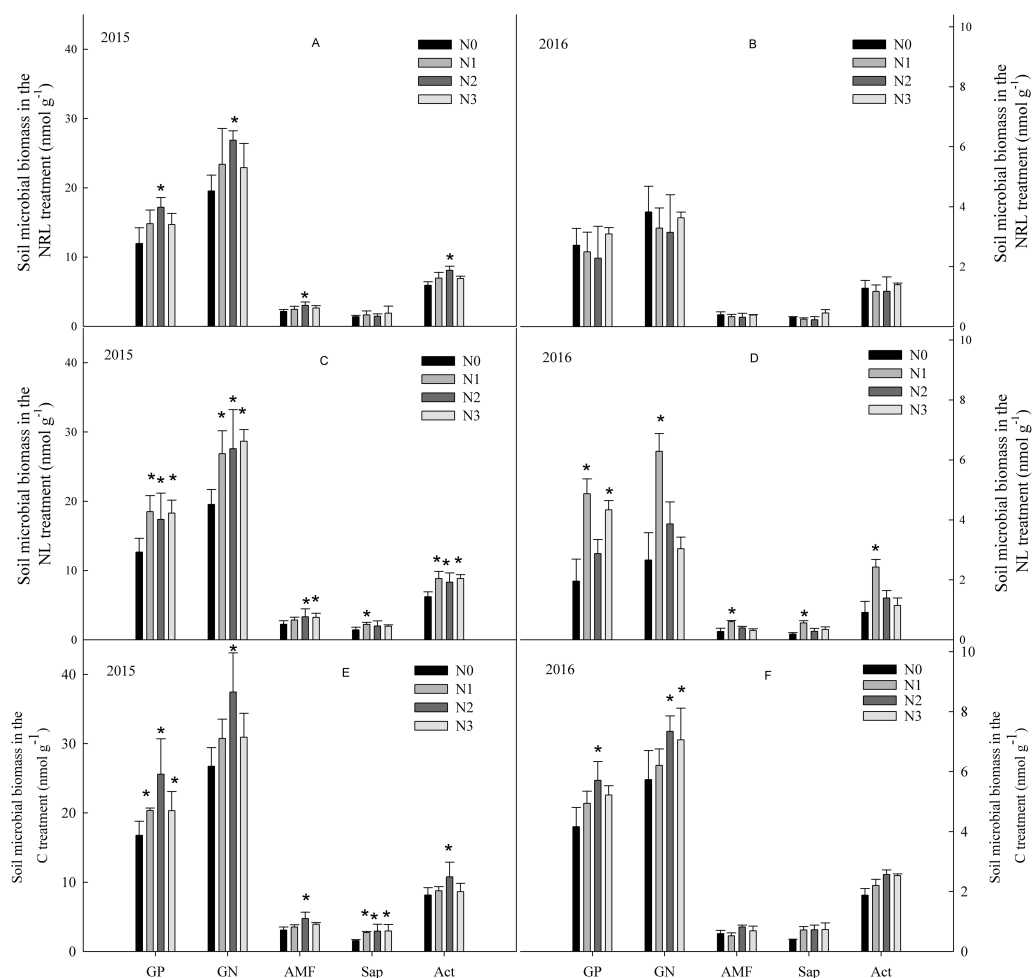 2015
A
N0
N1
N2
N3
40
30
20
10
0
Soil microbial biomass in the
NRL treatment (nmol g-1)
* * * *
2016
B
N0
N1
N2
N3
10
8
6
4
2
0
Soil microbial biomass in the
NRL treatment (nmol g-1)
2015
C
N0
N1
N2
N3
40
30
20
10
0
Soil microbial biomass in the
NL treatment (nmol g-1)
* * * * * * * * * * * *
2016
D
N0
N1
N2
N3
10
8
6
4
2
0
Soil microbial biomass in the
NL treatment (nmol g-1)
* * * * * *
2015
E
N0
N1
N2
N3
40
30
20
10
0
Soil microbial biomass in the
C treatment (nmol g-1)
* * * * * * * * *
GP GN AMF Sap Act
2016
F
N0
N1
N2
N3
10
8
6
4
2
0
Soil microbial biomass in the
C treatment (nmol g-1)
* * *
GP GN AMF Sap Act